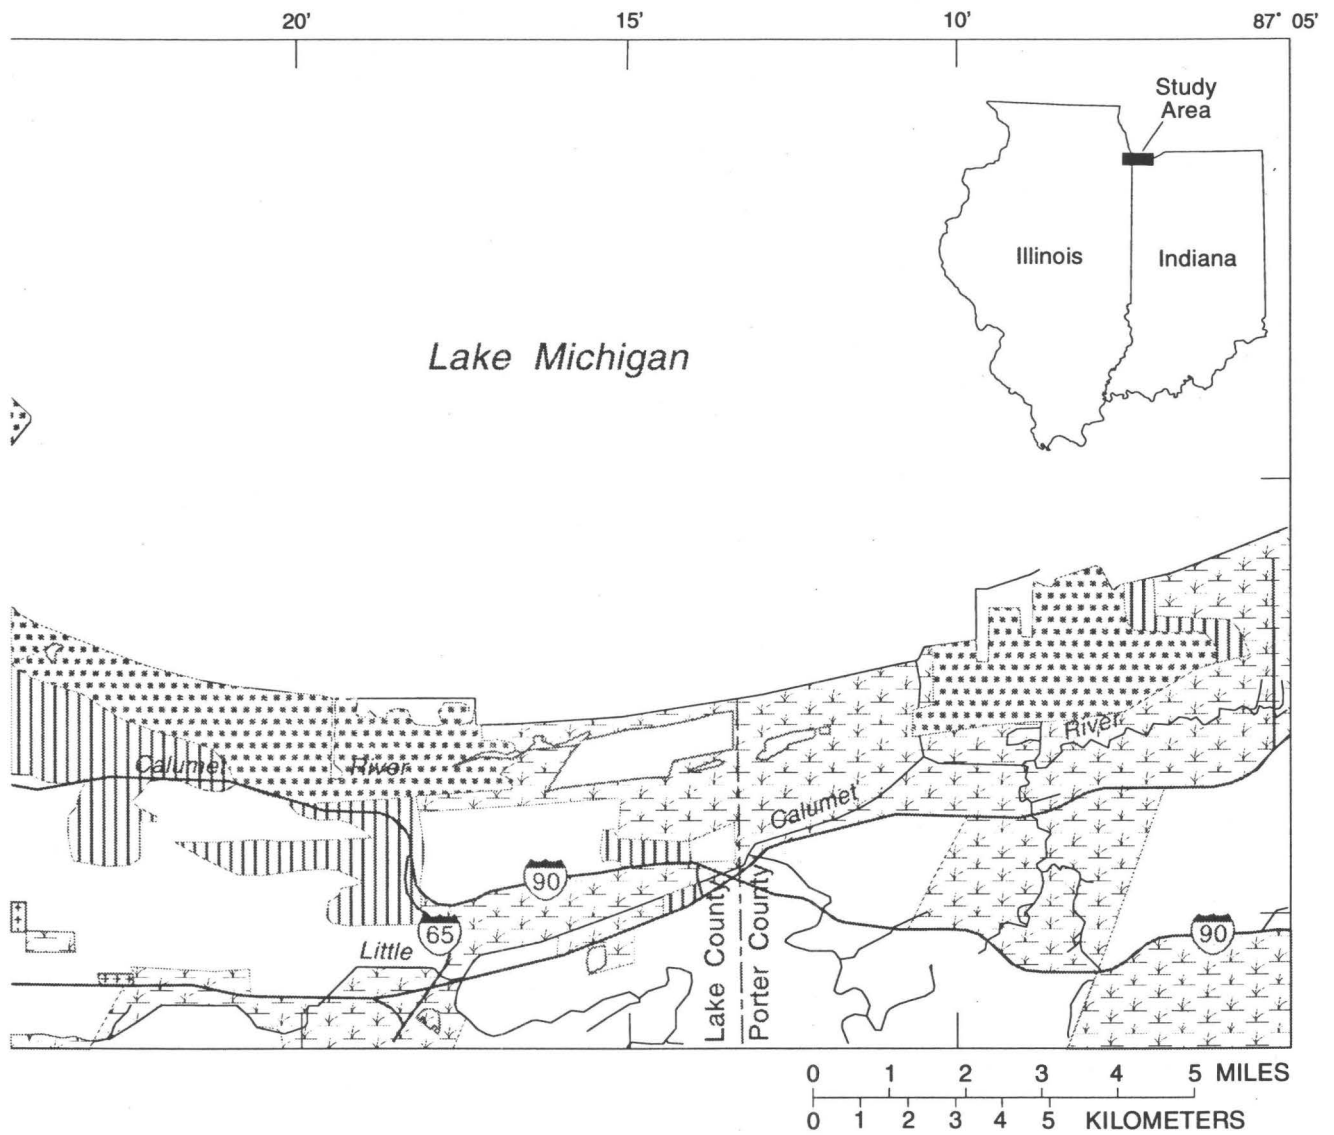 20' 15' 10' 87° 05'
Study
Area
Illinois Indiana
Lake Michigan
River
Calumet River
Calumet
90
65
90
Little
Lake County
Porter County
0 1 2 3 4 5 MILES
0 1 2 3 4 5 KILOMETERS